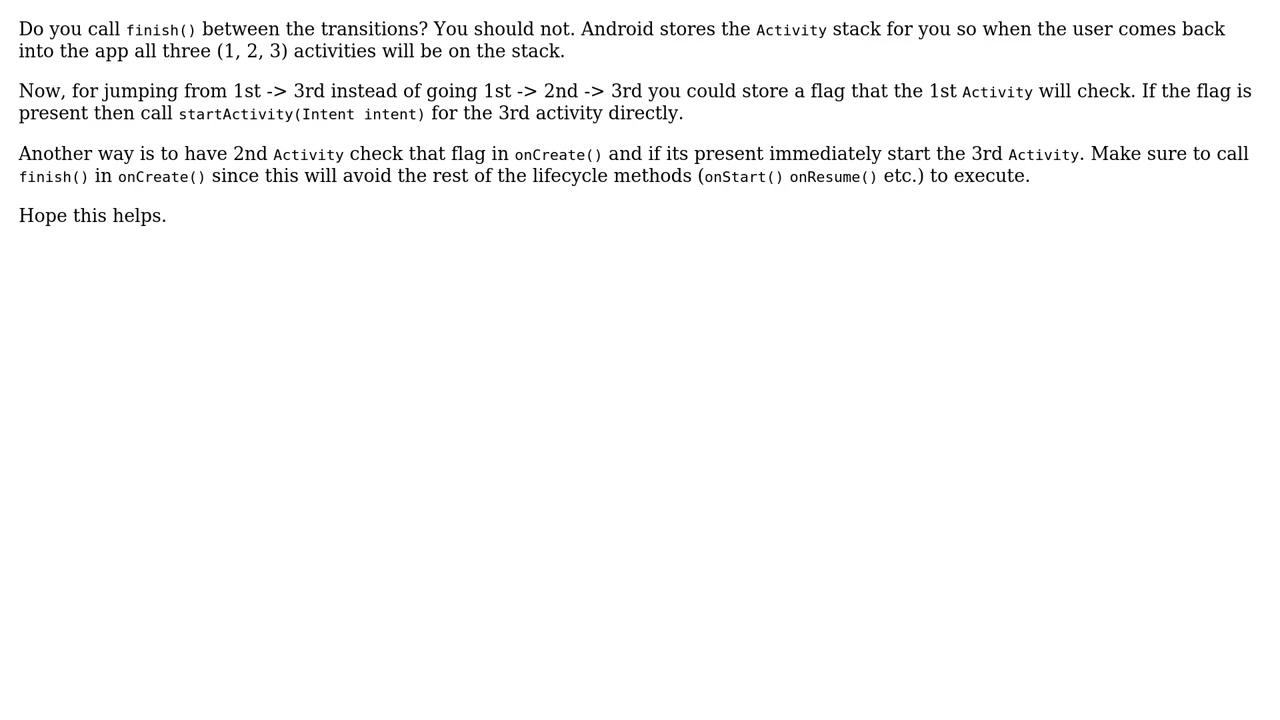 Do you call finish() between the transitions? You should not. Android stores the Activity stack for you so when the user comes back
into the app all three (1, 2, 3) activities will be on the stack.
Now, for jumping from 1st -> 3rd instead of going 1st -> 2nd -> 3rd you could store a flag that the 1st Activity will check. If the flag is
present then call startActivity(Intent intent) for the 3rd activity directly.
Another way is to have 2nd Activity check that flag in onCreate() and if its present immediately start the 3rd Activity. Make sure to call
finish() in onCreate() since this will avoid the rest of the lifecycle methods (onStart() onResume() etc.) to execute.
Hope this helps.